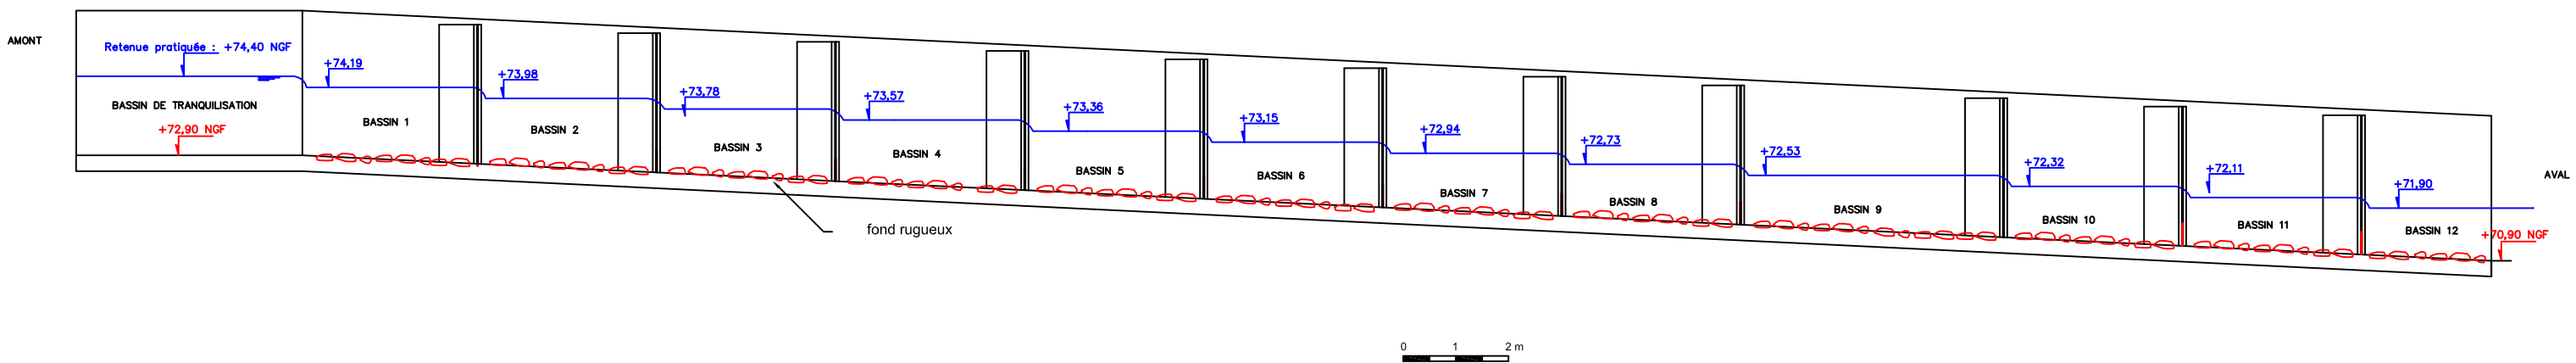 AMONT
Retenue pratiquée : +74,40 NGF
BASSIN DE TRANQUILISATION
+72,90 NGF
+74,19
BASSIN 1
+73,98
BASSIN 2
+73,78
BASSIN 3
+73,57
BASSIN 4
+73,36
BASSIN 5
+73,15
BASSIN 6
+72,94
BASSIN 7
+72,73
BASSIN 8
+72,53
BASSIN 9
+72,32
BASSIN 10
+72,11
BASSIN 11
+71,90
BASSIN 12
AVAL
+70,90 NGF
fond rugueux
0 1 2 m